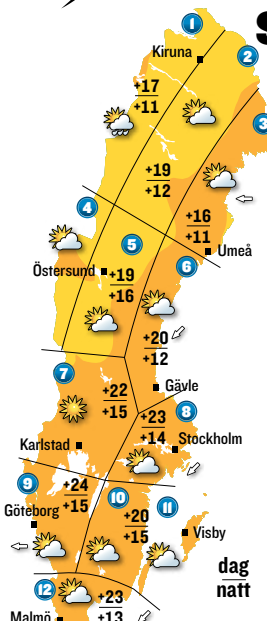 S
1
Kiruna
2
+17
+11
3
+19
+12
4
+16
+11
5
Umeå
Östersund
+19
+16
6
+20
+12
7
Gävle
+22
+15
8
+23
+14
Karlstad
Stockholm
9
+24
+15
10
Göteborg
+20
+15
11
Visby
dag
natt
12
+23
+13
Malmö